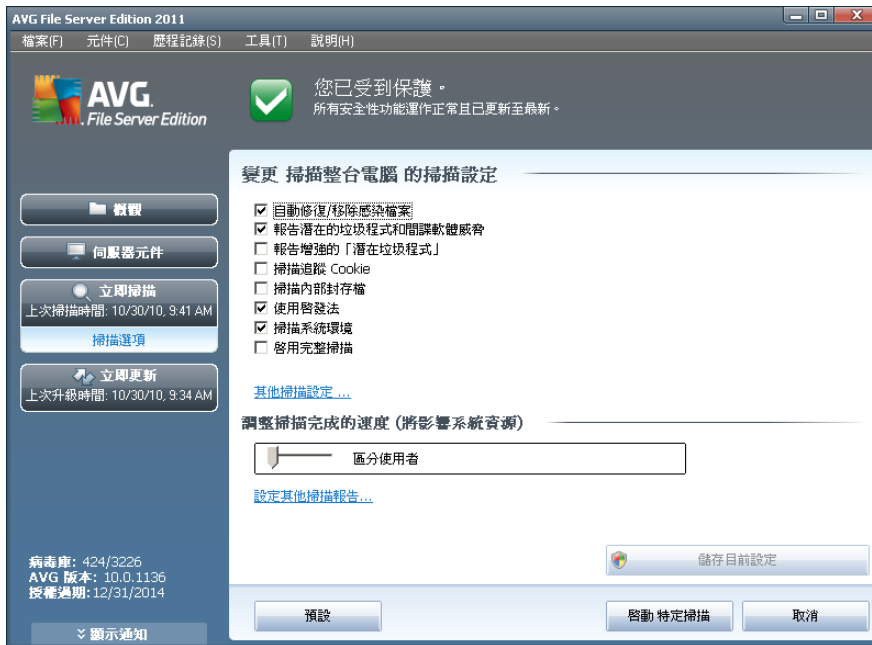 AVG File Server Edition 2011
檔案(F) 元件(C) 歷程記錄(S) 工具(T) 說明(H)
AVG.
File Server Edition
您已受到保護。
所有安全性功能運作正常且已更新至最新。
概觀
伺服器元件
立即掃描
上次掃描時間: 10/30/10, 9:41 AM
掃描選項
立即更新
上次升級時間: 10/30/10, 9:34 AM
病毒庫: 424/3226
AVG 版本: 10.0.1136
授權過期: 12/31/2014
顯示通知
變更 掃描整台電腦 的掃描設定
自動修復/移除感染檔案
報告潛在的垃圾程式和間諜軟體威脅
報告增強的「潛在垃圾程式」
掃描追蹤 Cookie
掃描內部封存檔
使用啓發法
掃描系統環境
啓用完整掃描
其他掃描設定 ...
調整掃描完成的速度 (將影響系統資源)
區分使用者
設定其他掃描報告...
儲存目前設定
預設
啓動 特定掃描
取消